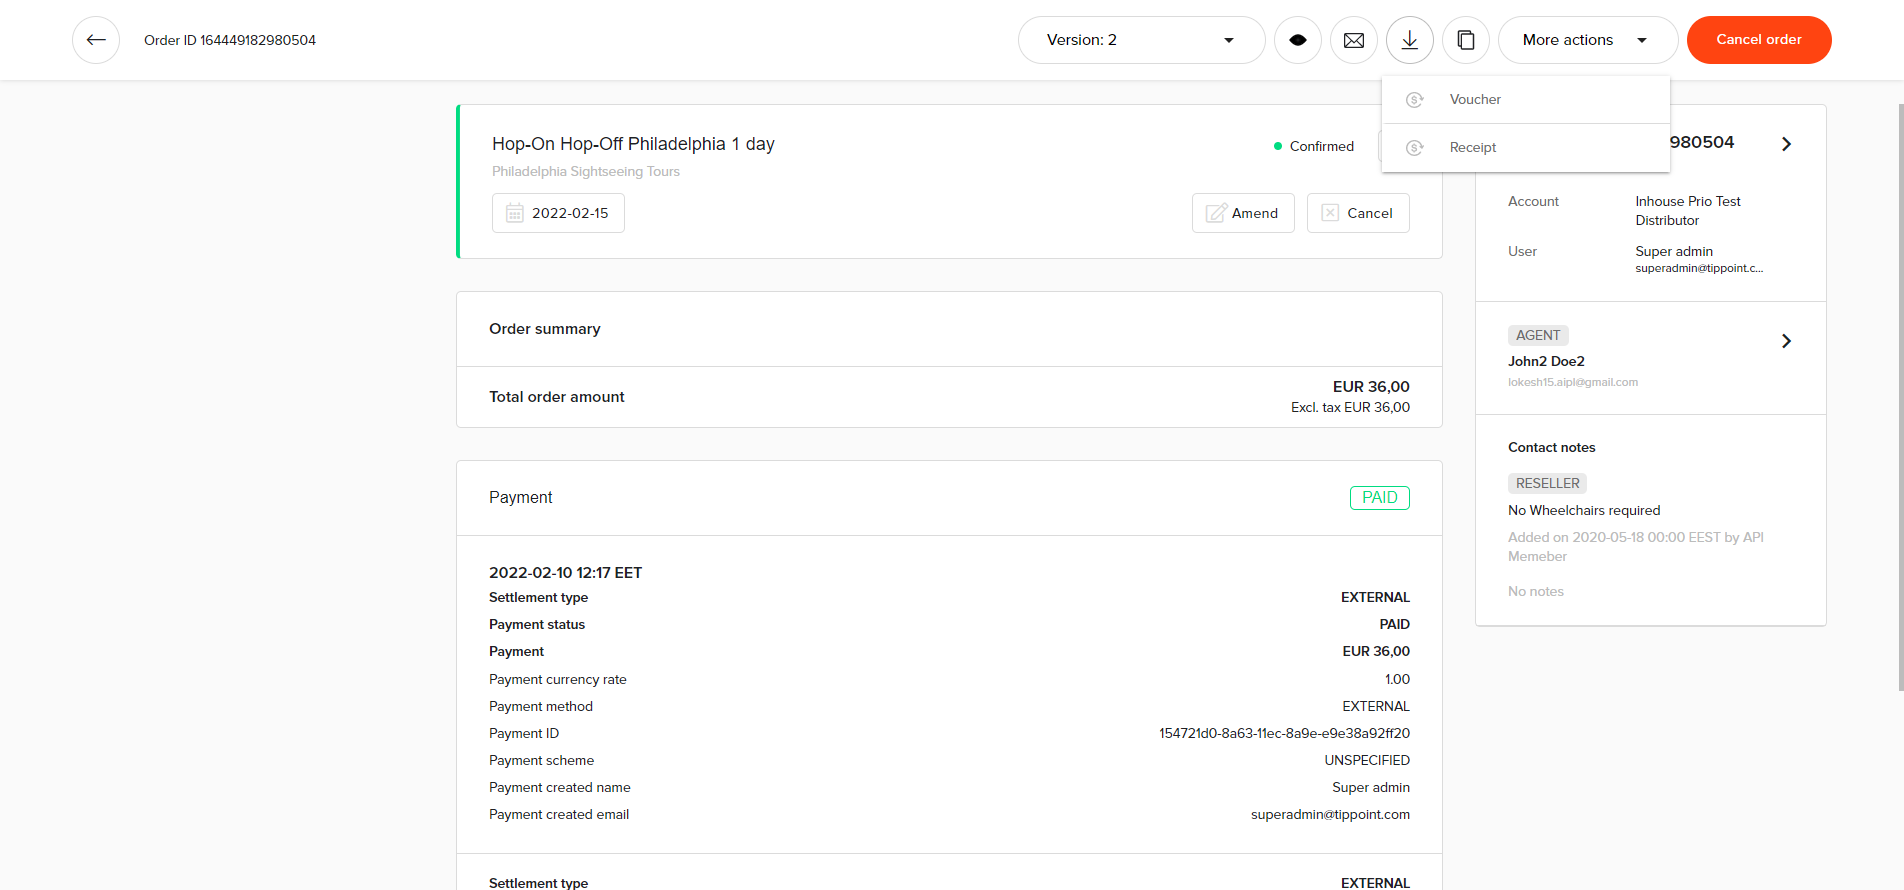 Order ID 164449182980504
Version: 2
More actions
Cancel order
Voucher
Receipt
Hop-On Hop-Off Philadelphia 1 day
Confirmed
Philadelphia Sightseeing Tours
2022-02-15
Amend
Cancel
980504
Account
Inhouse Prio Test
Distributor
User
Super admin
superadmin@tippoint.c...
Order summary
Total order amount
EUR 36,00
Excl. tax EUR 36,00
AGENT
John2 Doe2
lokesh15.aipl@gmail.com
Contact notes
RESELLER
No Wheelchairs required
Added on 2020-05-18 00:00 EEST by API
Memeber
No notes
Payment
PAID
2022-02-10 12:17 EET
Settlement type EXTERNAL
Payment status PAID
Payment EUR 36,00
Payment currency rate 1.00
Payment method EXTERNAL
Payment ID 154721d0-8a63-11ec-8a9e-e9e38a92ff20
Payment scheme UNSPECIFIED
Payment created name Super admin
Payment created email superadmin@tippoint.com
Settlement type EXTERNAL